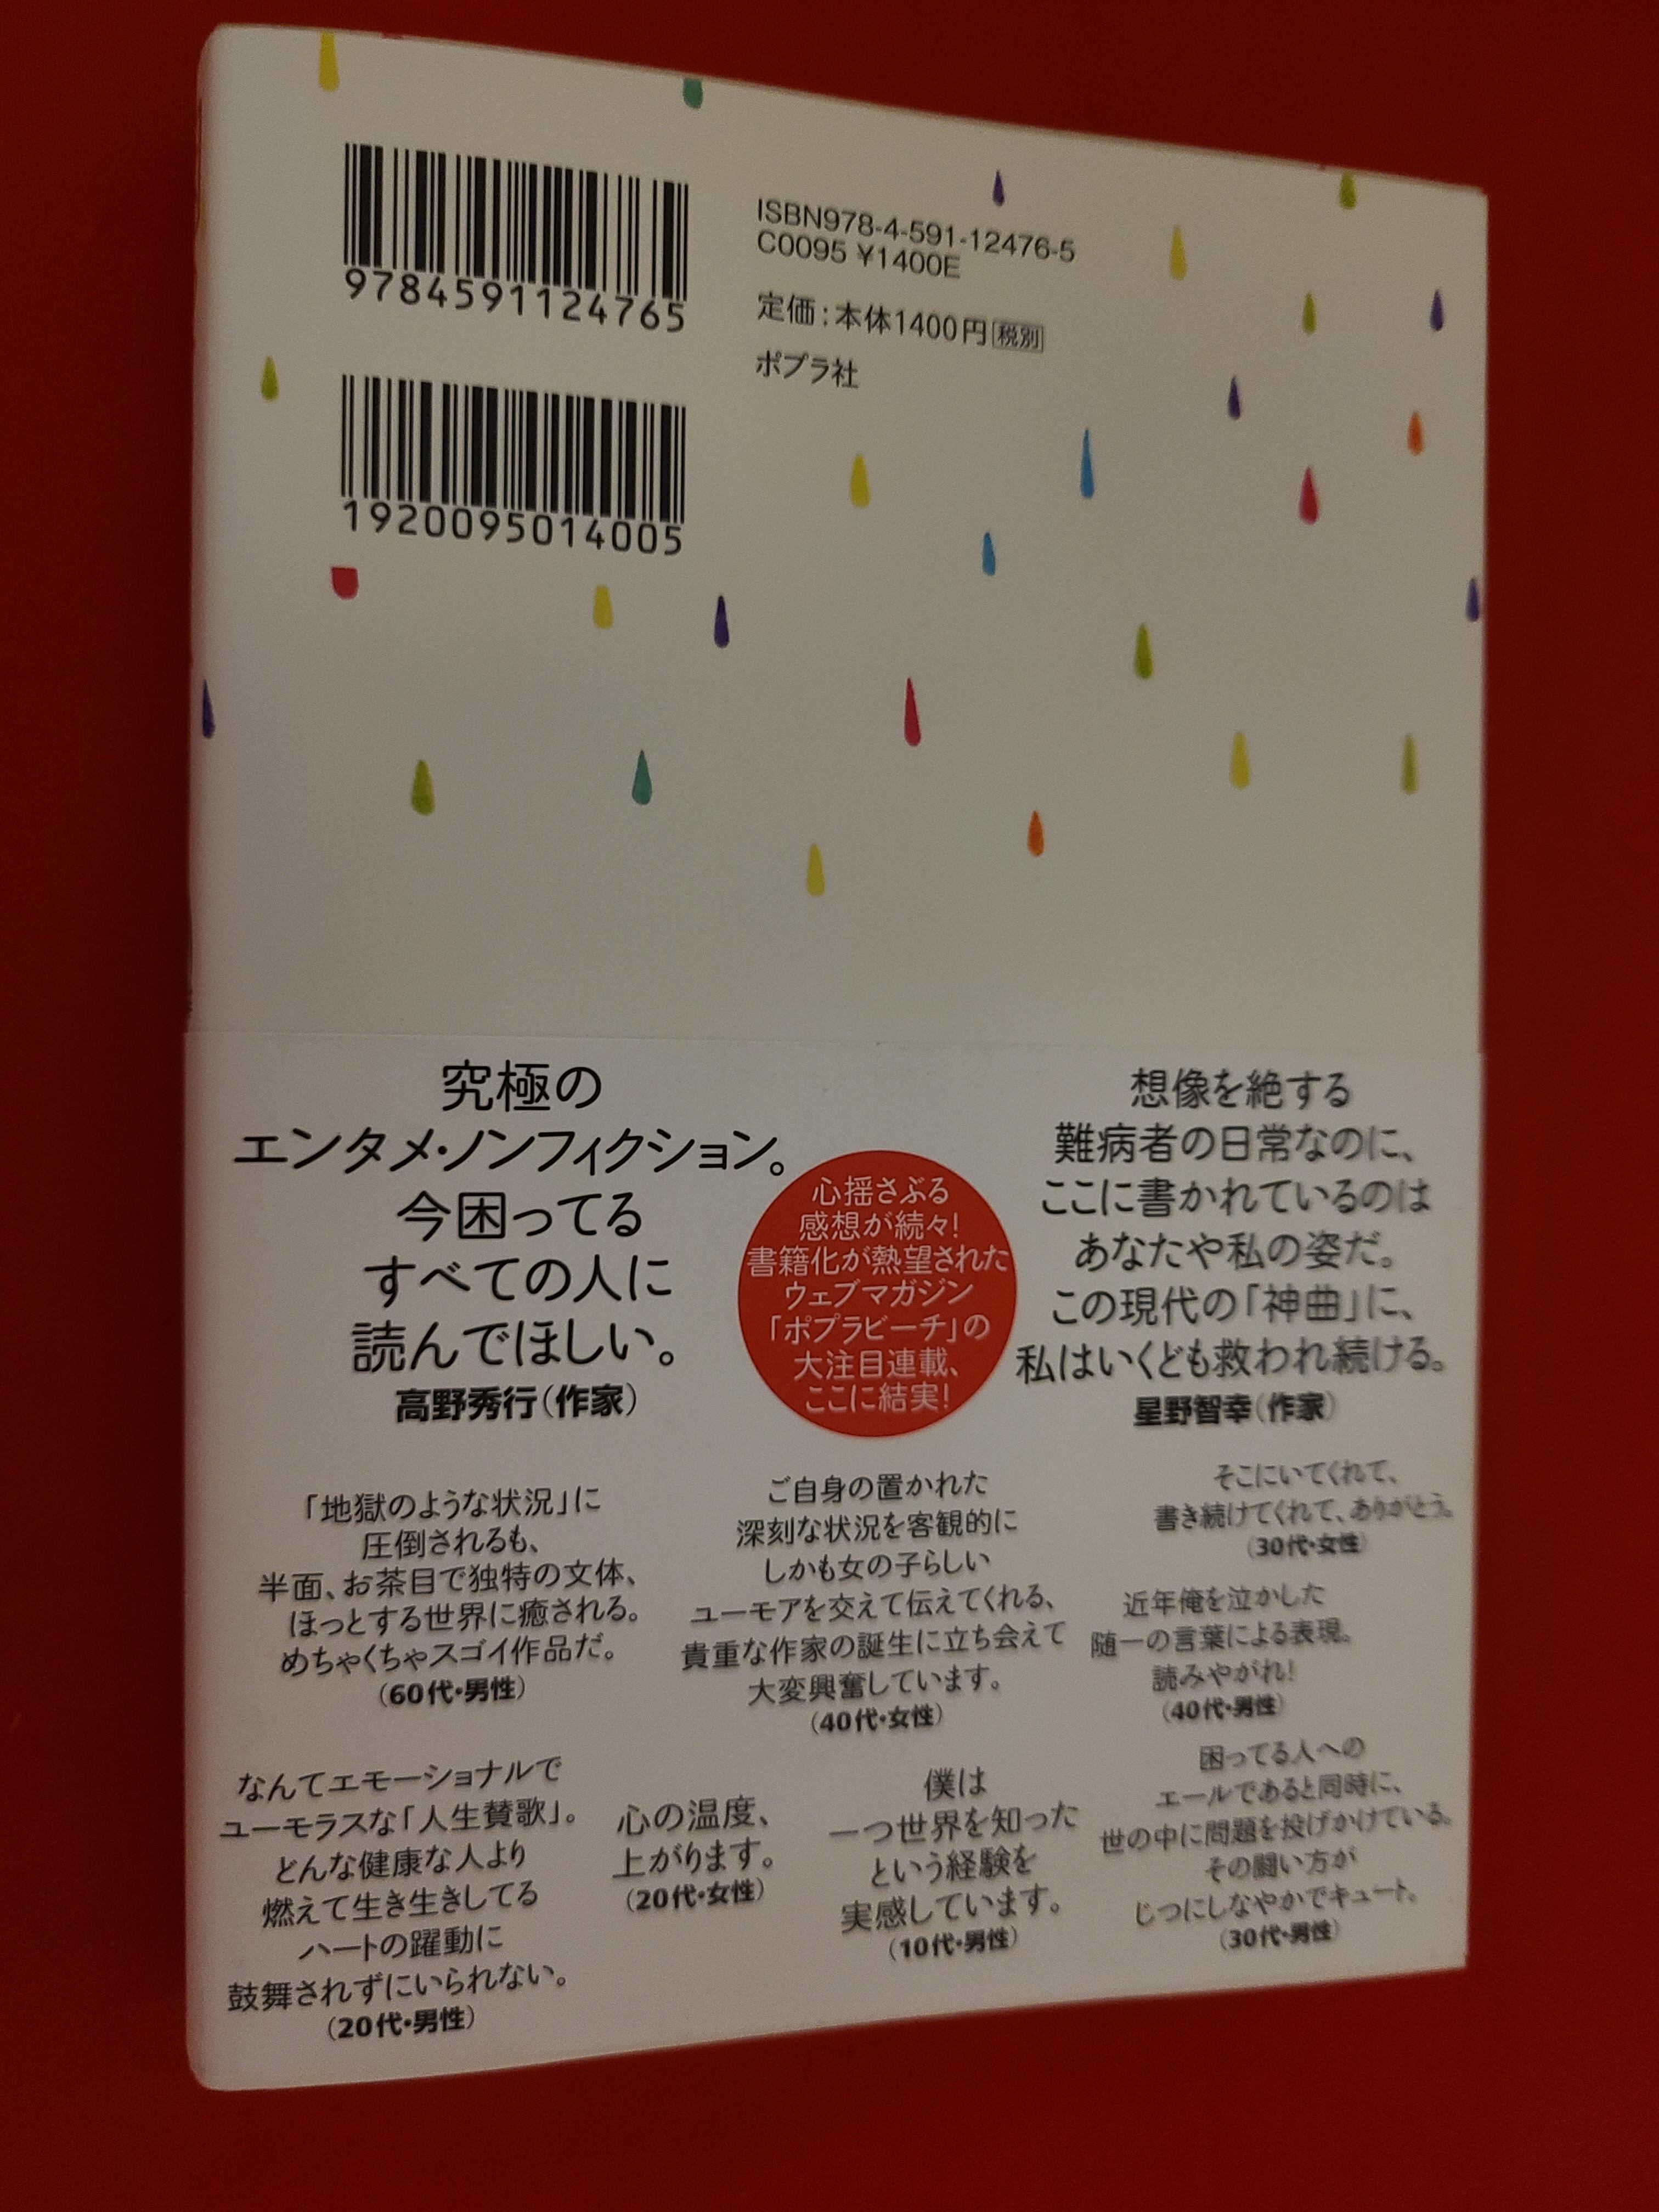 9784591124765
1920095014005
ISBN978-4-591-12476-5
C0095 ¥1400E
定価:本体1400円[税別]
ポプラ社
究極の
エンタメ・ノンフィクション。
今困ってる
すべての人に
読んでほしい。
高野秀行(作家)
心揺さぶる
感想が続々!
書籍化が熱望された
ウェブマガジン
「ポプラビーチ」の
大注目連載、
ここに結実!
想像を絶する
難病者の日常なのに、
ここに書かれているのは
あなたや私の姿だ。
この現代の「神曲」に、
私はいくども救われ続ける。
星野智幸(作家)
「地獄のような状況」に
圧倒されるも、
半面、お茶目で独特の文体、
ほっとする世界に癒される。
めちゃくちゃスゴイ作品だ。
(60代・男性)
ご自身の置かれた
深刻な状況を客観的に
しかも女の子らしい
ユーモアを交えて伝えてくれる、
貴重な作家の誕生に立ち会えて
大変興奮しています。
(40代・女性)
そこにいてくれて、
書き続けてくれて、ありがとう。
(30代・女性)
近年俺を泣かした
随一の言葉による表現。
読みやがれ!
(40代・男性)
なんてエモーショナルで
ユーモラスな「人生賛歌」。
どんな健康な人より
燃えて生き生きしてる
ハートの躍動に
鼓舞されずにいられない。
(20代・男性)
心の温度、
上がります。
(20代・女性)
僕は
一つ世界を知った
という経験を
実感しています。
(10代・男性)
困ってる人への
エールであると同時に、
世の中に問題を投げかけている。
その闘い方が
じつにしなやかでキュート。
(30代・男性)